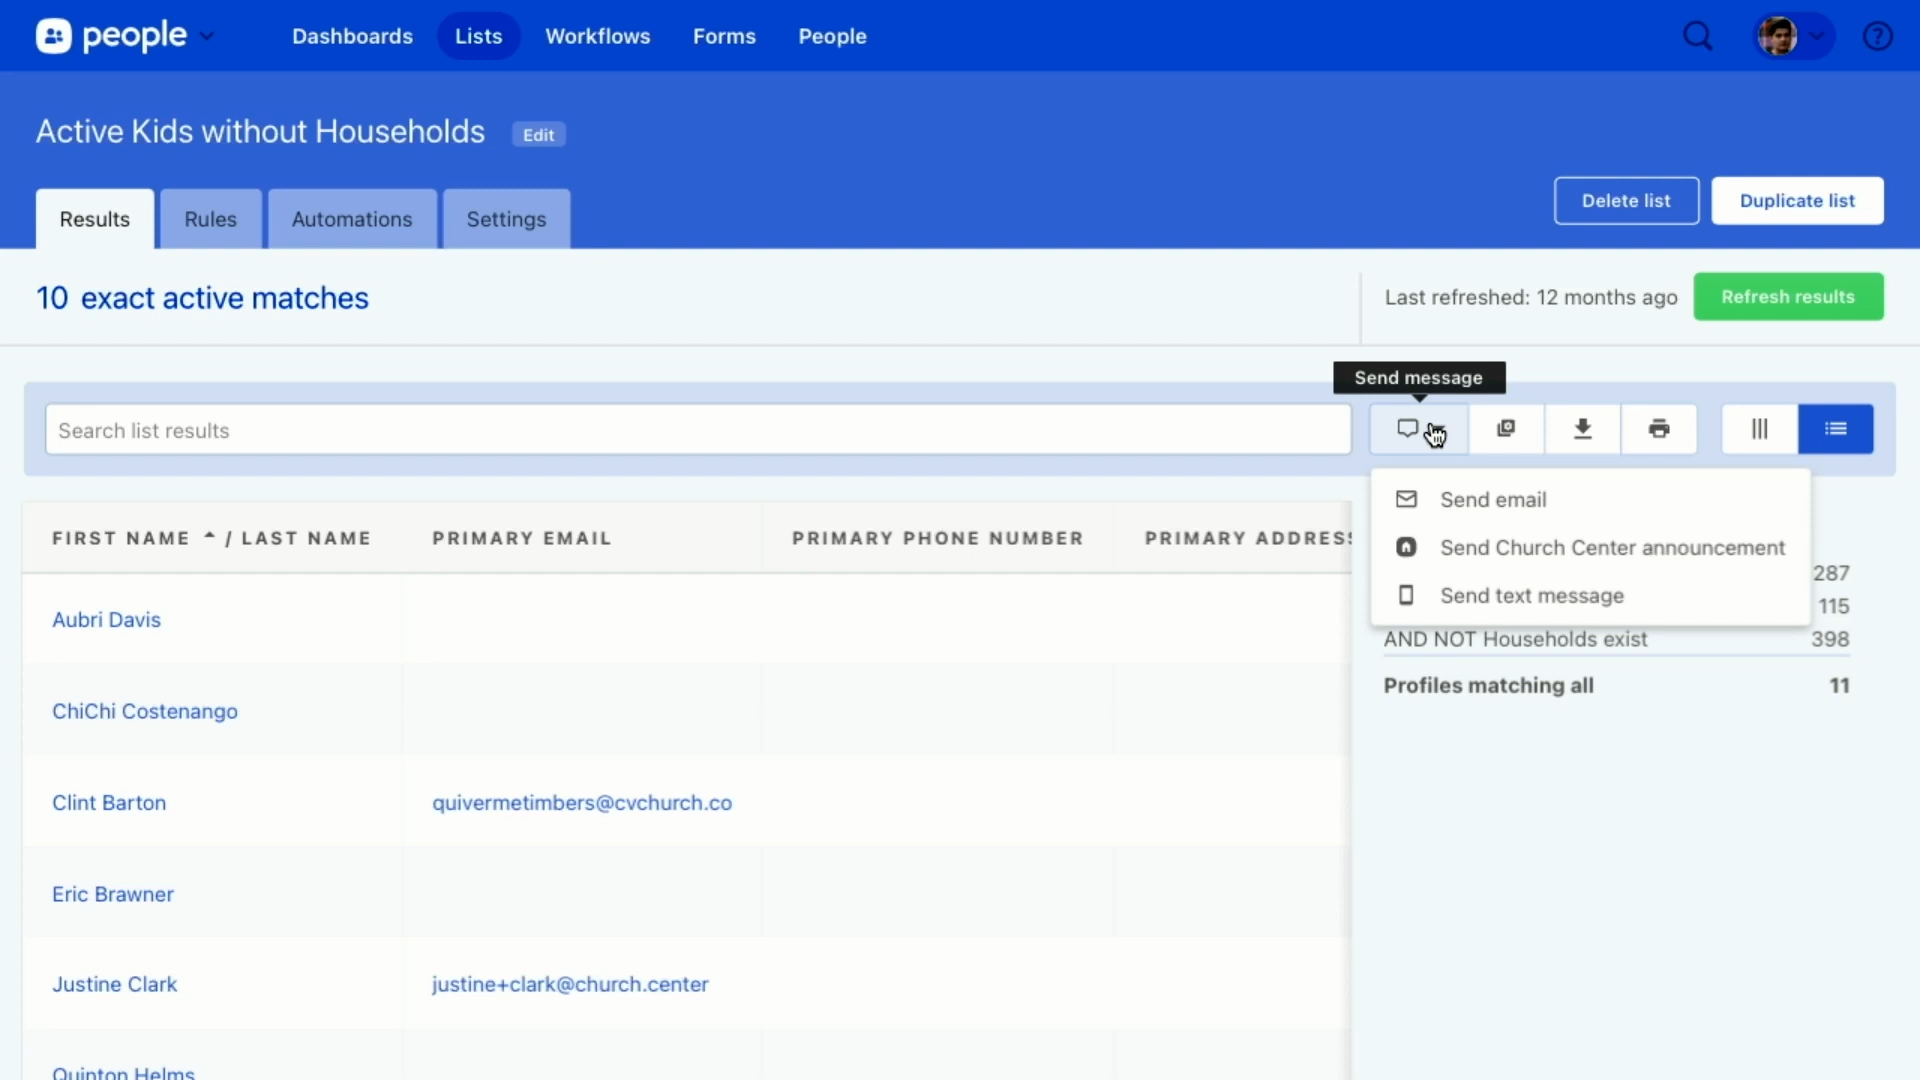 people
Dashboards
Lists
Workflows
Forms
People
Active Kids without Households
Edit
Results
Rules
Automations
Settings
Delete list
Duplicate list
10 exact active matches
Last refreshed: 12 months ago
Refresh results
Send message
Search list results
Send email
Send Church Center announcement
Send text message
FIRST NAME / LAST NAME
PRIMARY EMAIL
PRIMARY PHONE NUMBER
PRIMARY ADDRESS
287
115
AND NOT Households exist 398
Profiles matching all 11
Aubri Davis
ChiChi Costenango
Clint Barton
quivermetimbers@cvchurch.co
Eric Brawner
Justine Clark
justine+clark@church.center
Quinton Helms